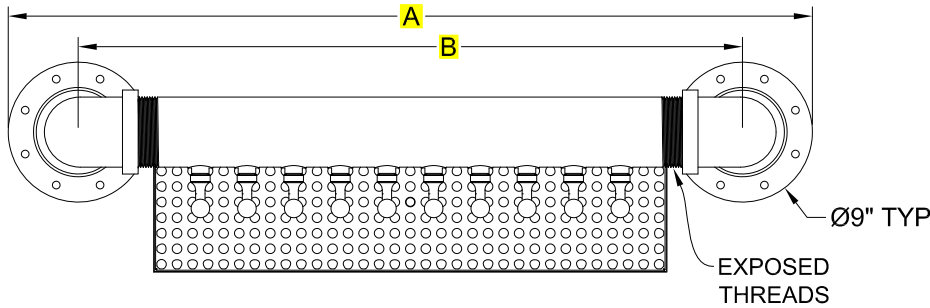 A
B
Ø9" TYP
EXPOSED
THREADS